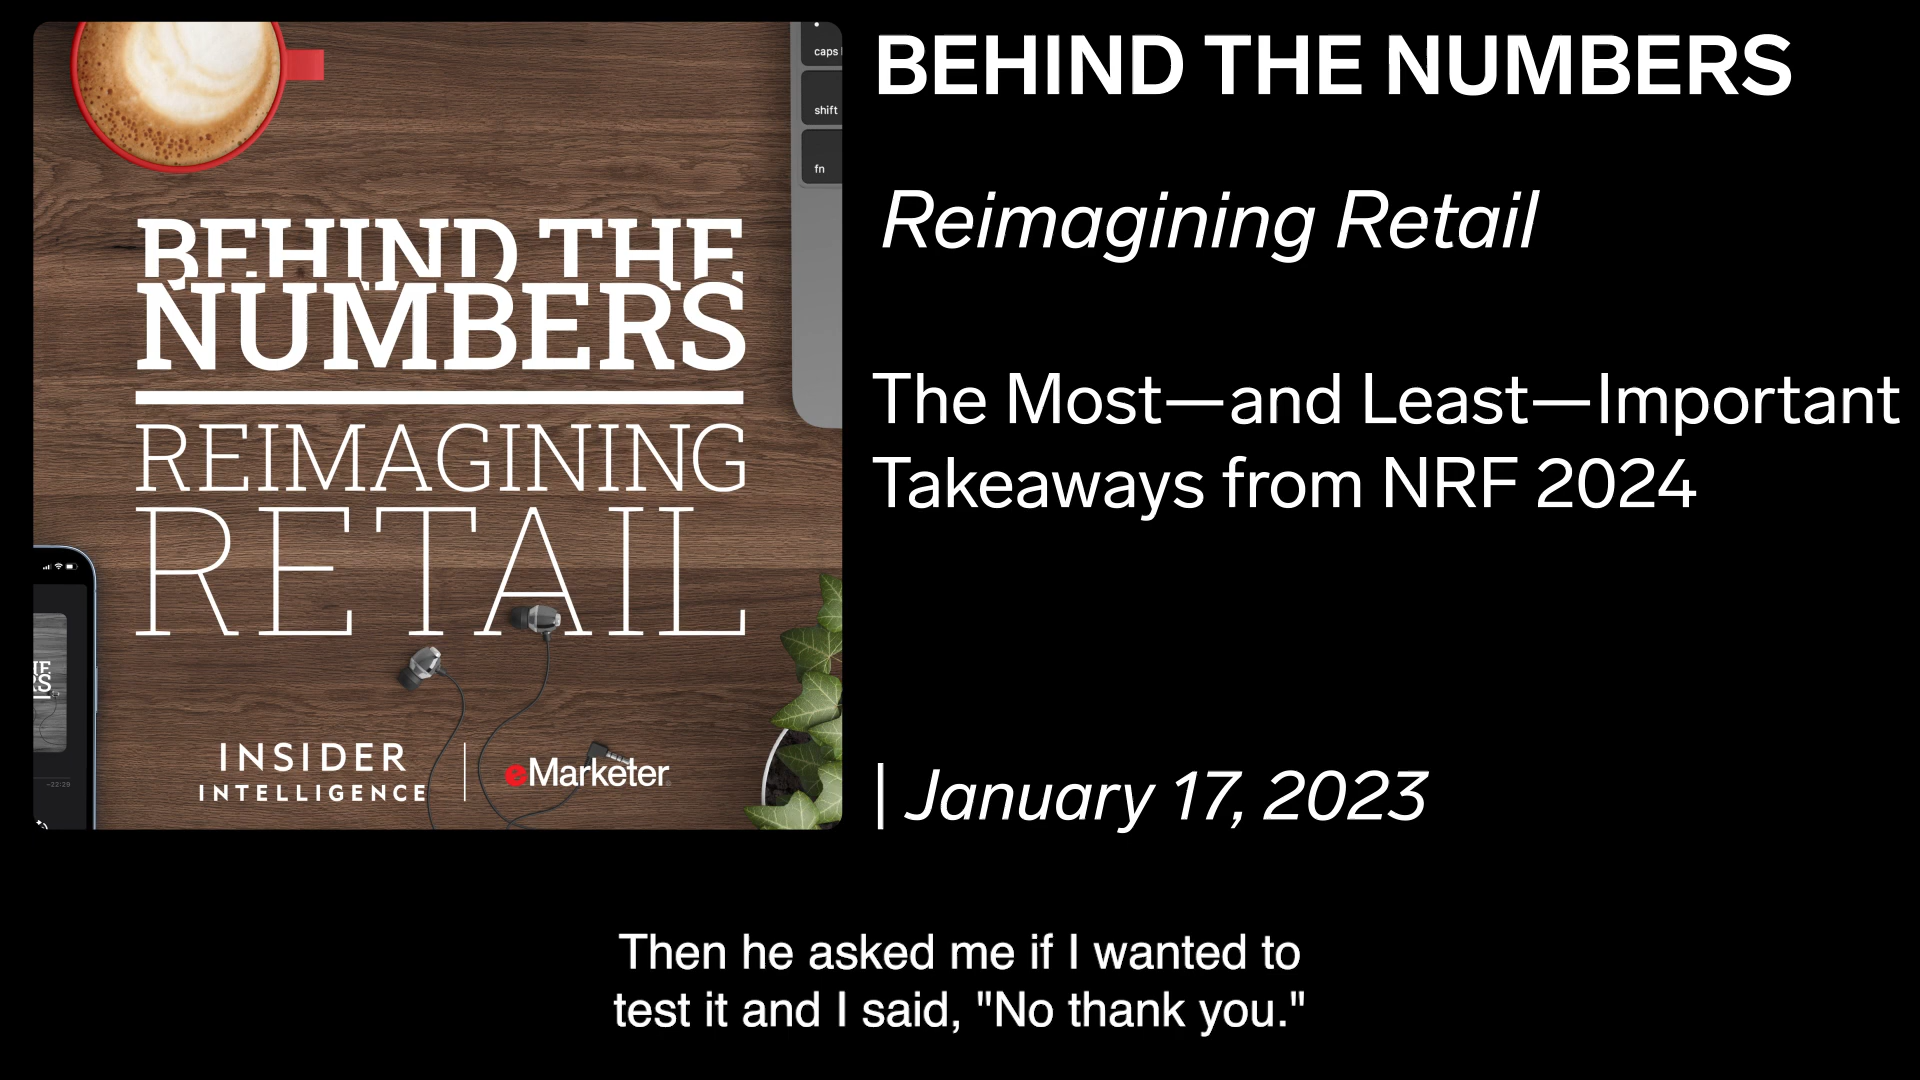 caps
shift
fn
BEHIND THE
NUMBERS
REIMAGINING
RETAIL
INSIDER
INTELLIGENCE
eMarketer
-22:29
BEHIND THE NUMBERS
Reimagining Retail
The Most—and Least—Important
Takeaways from NRF 2024
| January 17, 2023
Then he asked me if I wanted to
test it and I said, "No thank you."